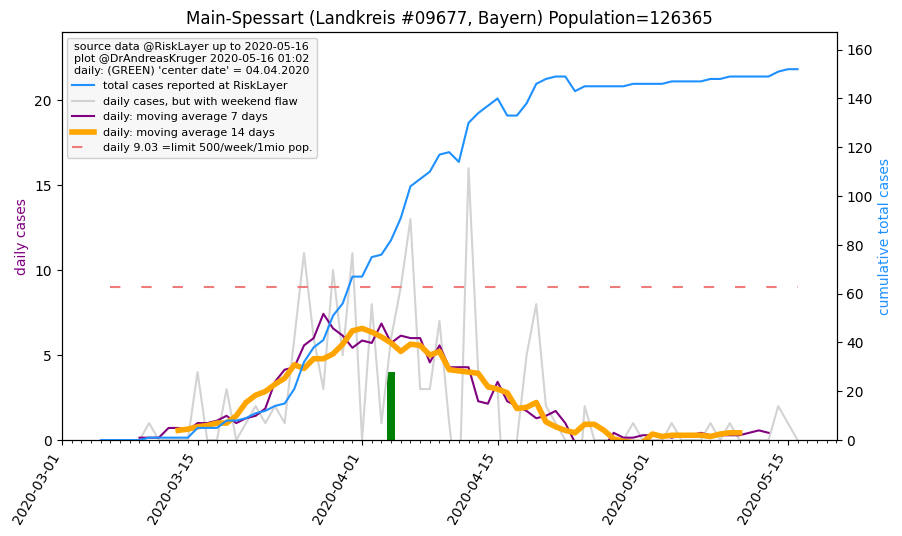 Main-Spessart (Landkreis #09677, Bayern) Population=126365
source data @RiskLayer up to 2020-05-16
plot @DrAndreasKruger 2020-05-16 01:02
daily: (GREEN) 'center date' = 04.04.2020
total cases reported at RiskLayer
daily cases, but with weekend flaw
daily: moving average 7 days
daily: moving average 14 days
daily 9.03 =limit 500/week/1mio pop.
daily cases
0
5
10
15
20
cumulative total cases
0
20
40
60
80
100
120
140
160
2020-03-01
2020-03-15
2020-04-01
2020-04-15
2020-05-01
2020-05-15